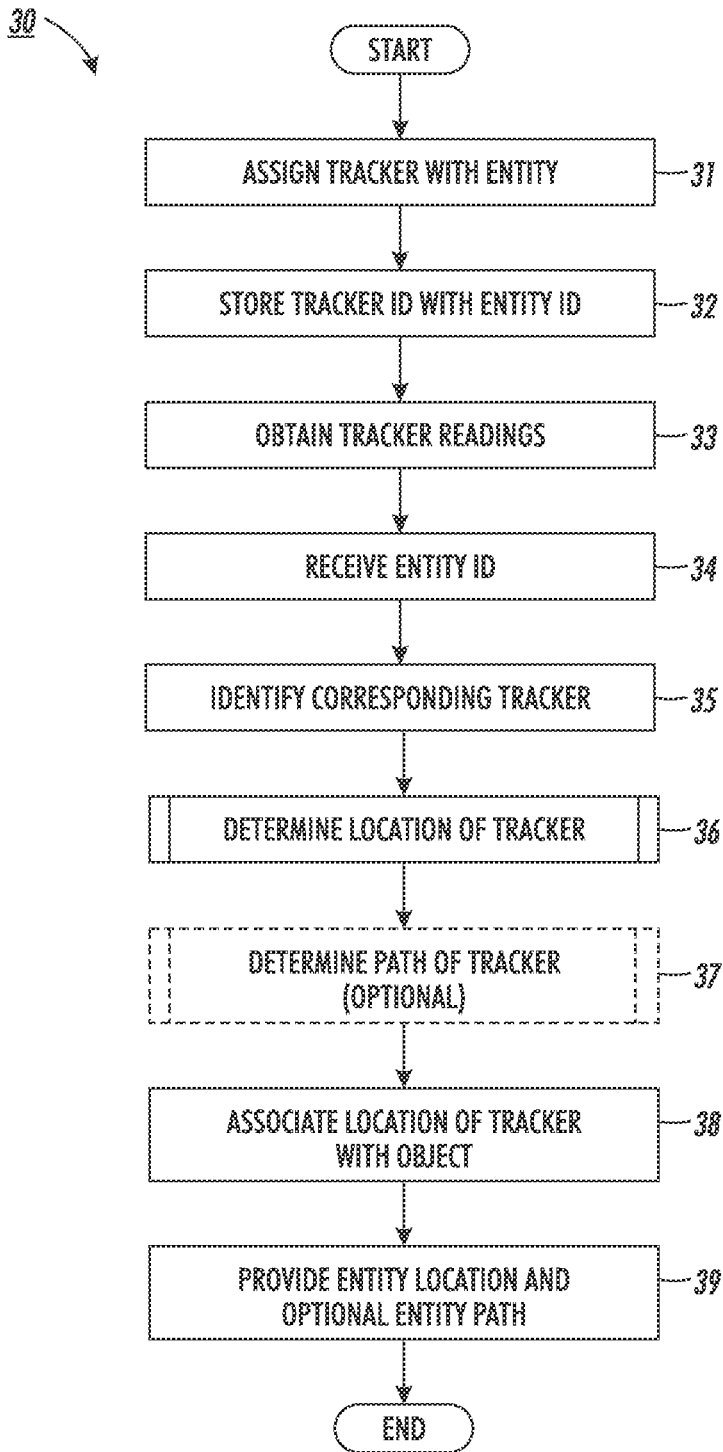 30
START
ASSIGN TRACKER WITH ENTITY
31
STORE TRACKER ID WITH ENTITY ID
32
OBTAIN TRACKER READINGS
33
RECEIVE ENTITY ID
34
IDENTIFY CORRESPONDING TRACKER
35
DETERMINE LOCATION OF TRACKER
36
DETERMINE PATH OF TRACKER
(OPTIONAL)
37
ASSOCIATE LOCATION OF TRACKER
WITH OBJECT
38
PROVIDE ENTITY LOCATION AND
OPTIONAL ENTITY PATH
39
END